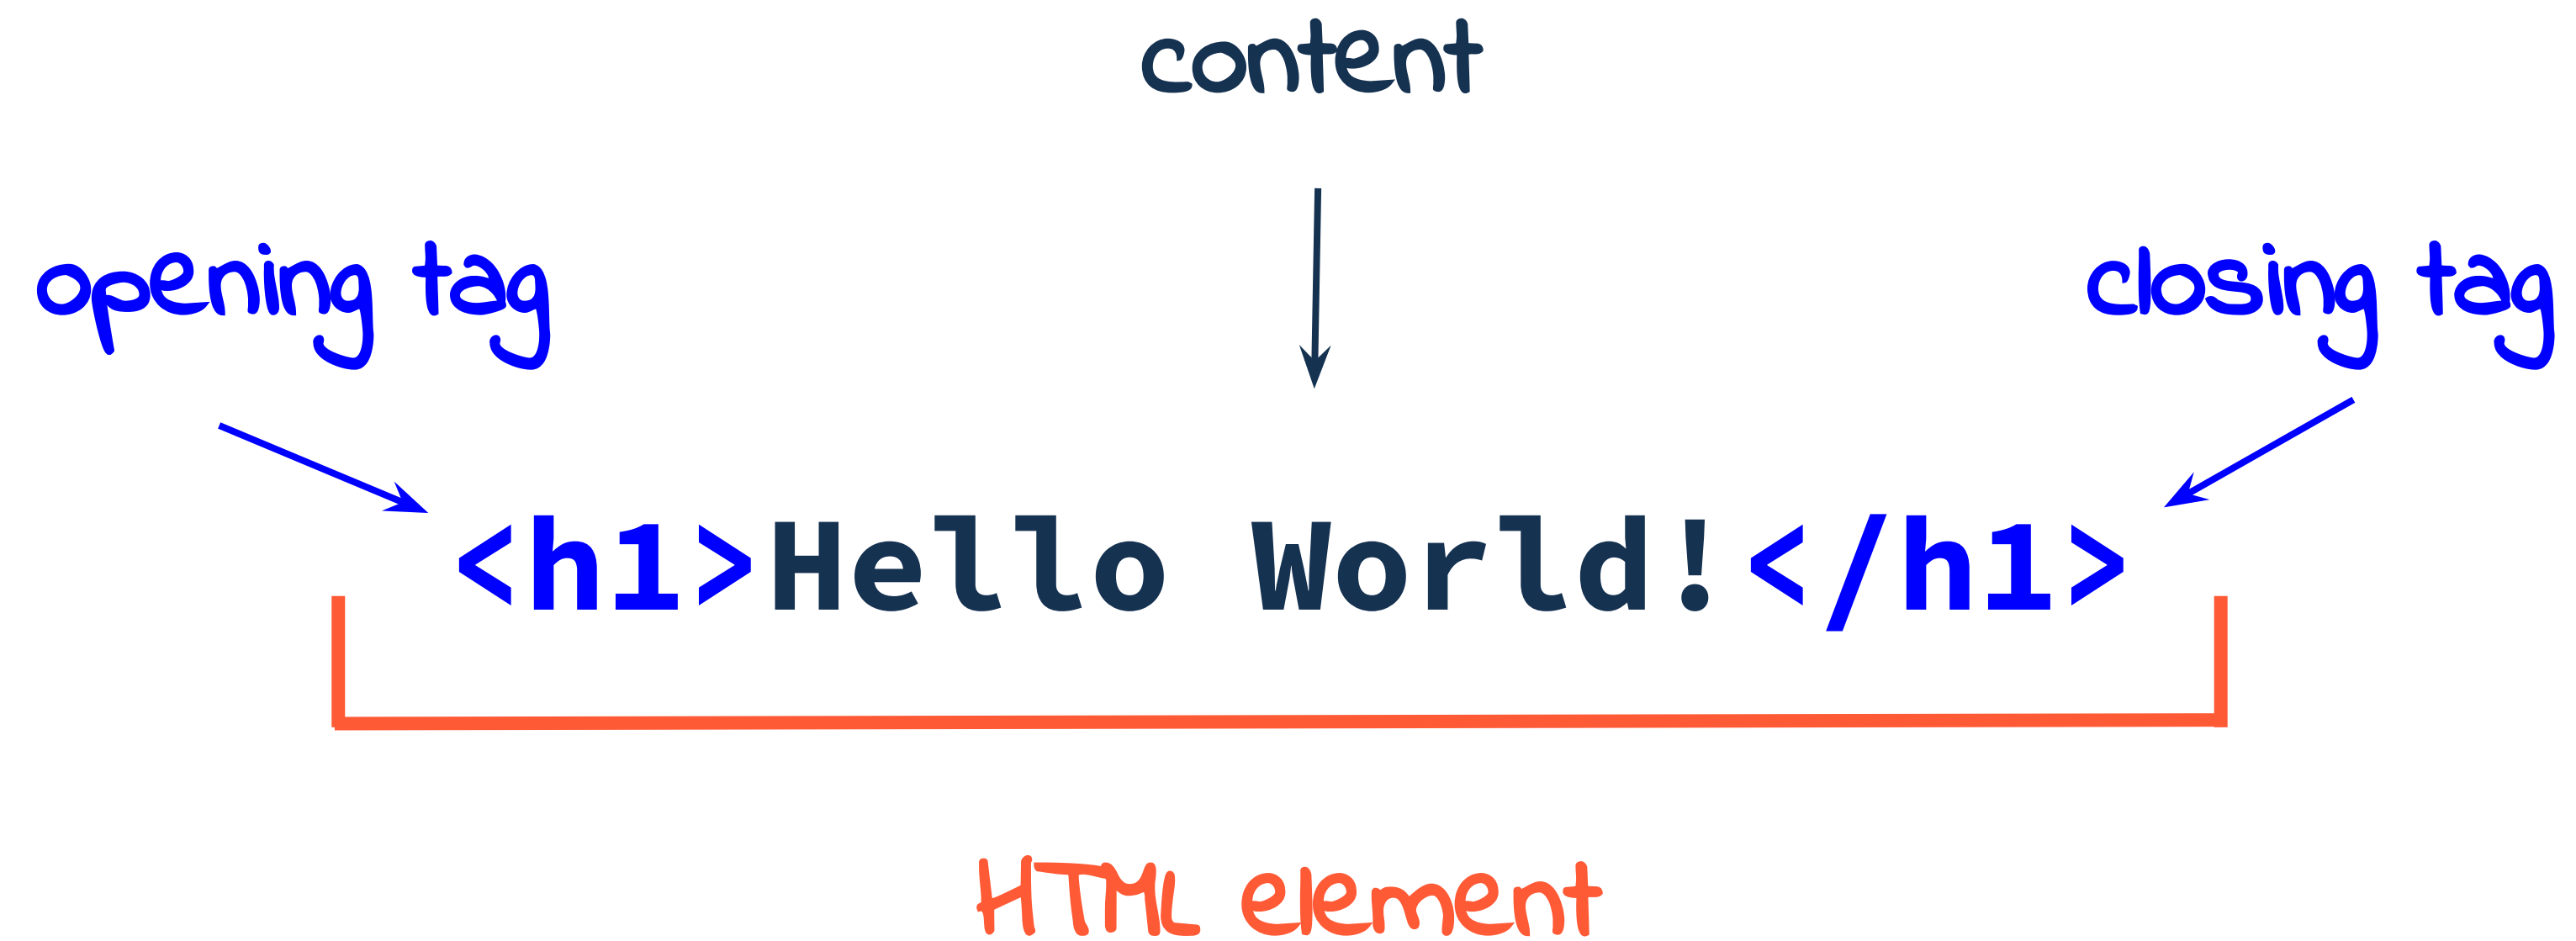 content
opening tag
closing tag
<h1>Hello World!</h1>
HTML element